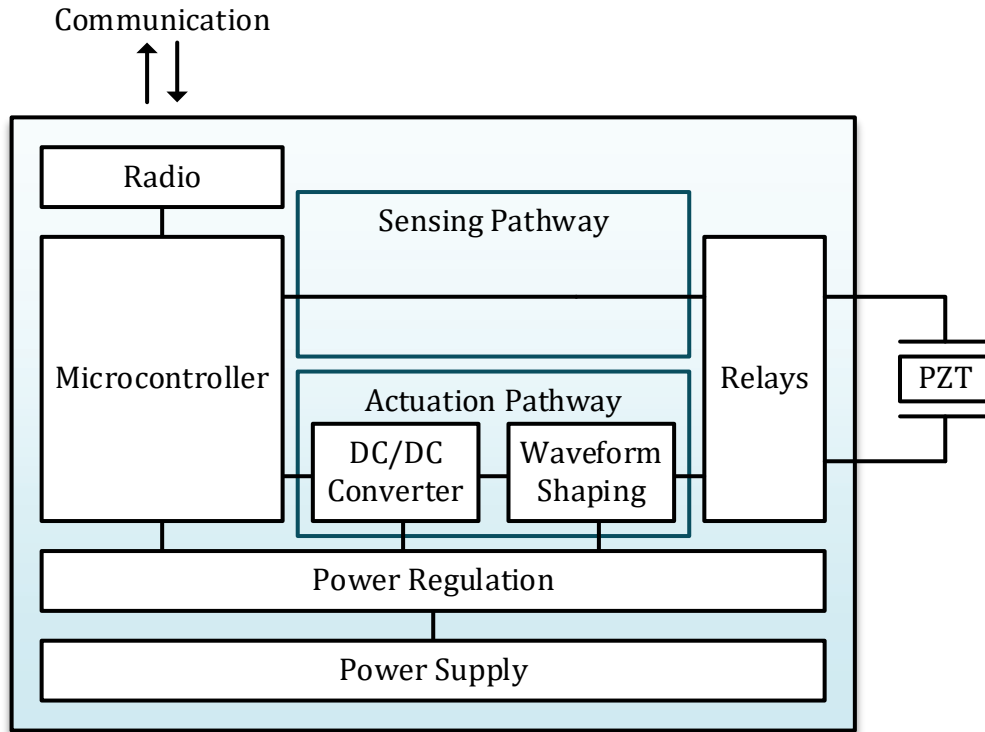 Communication
Radio
Sensing Pathway
Microcontroller
Relays
PZT
Actuation Pathway
DC/DC
Converter
Waveform
Shaping
Power Regulation
Power Supply